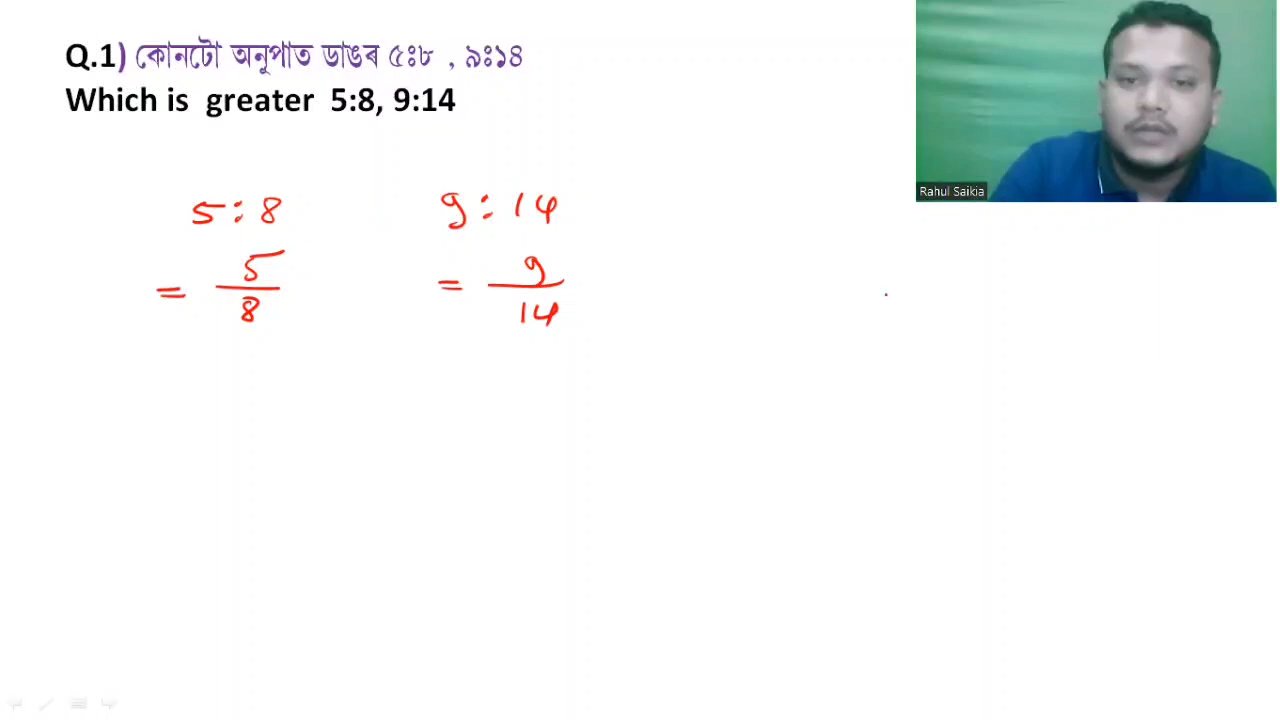 Q.1) কোনটো অনুপাত ডাঙৰ ৫ঃ৮ , ৯ঃ১৪
Which is greater 5:8, 9:14
Rahul Saikia
5:8 9:14
= 5/8 = 9/14